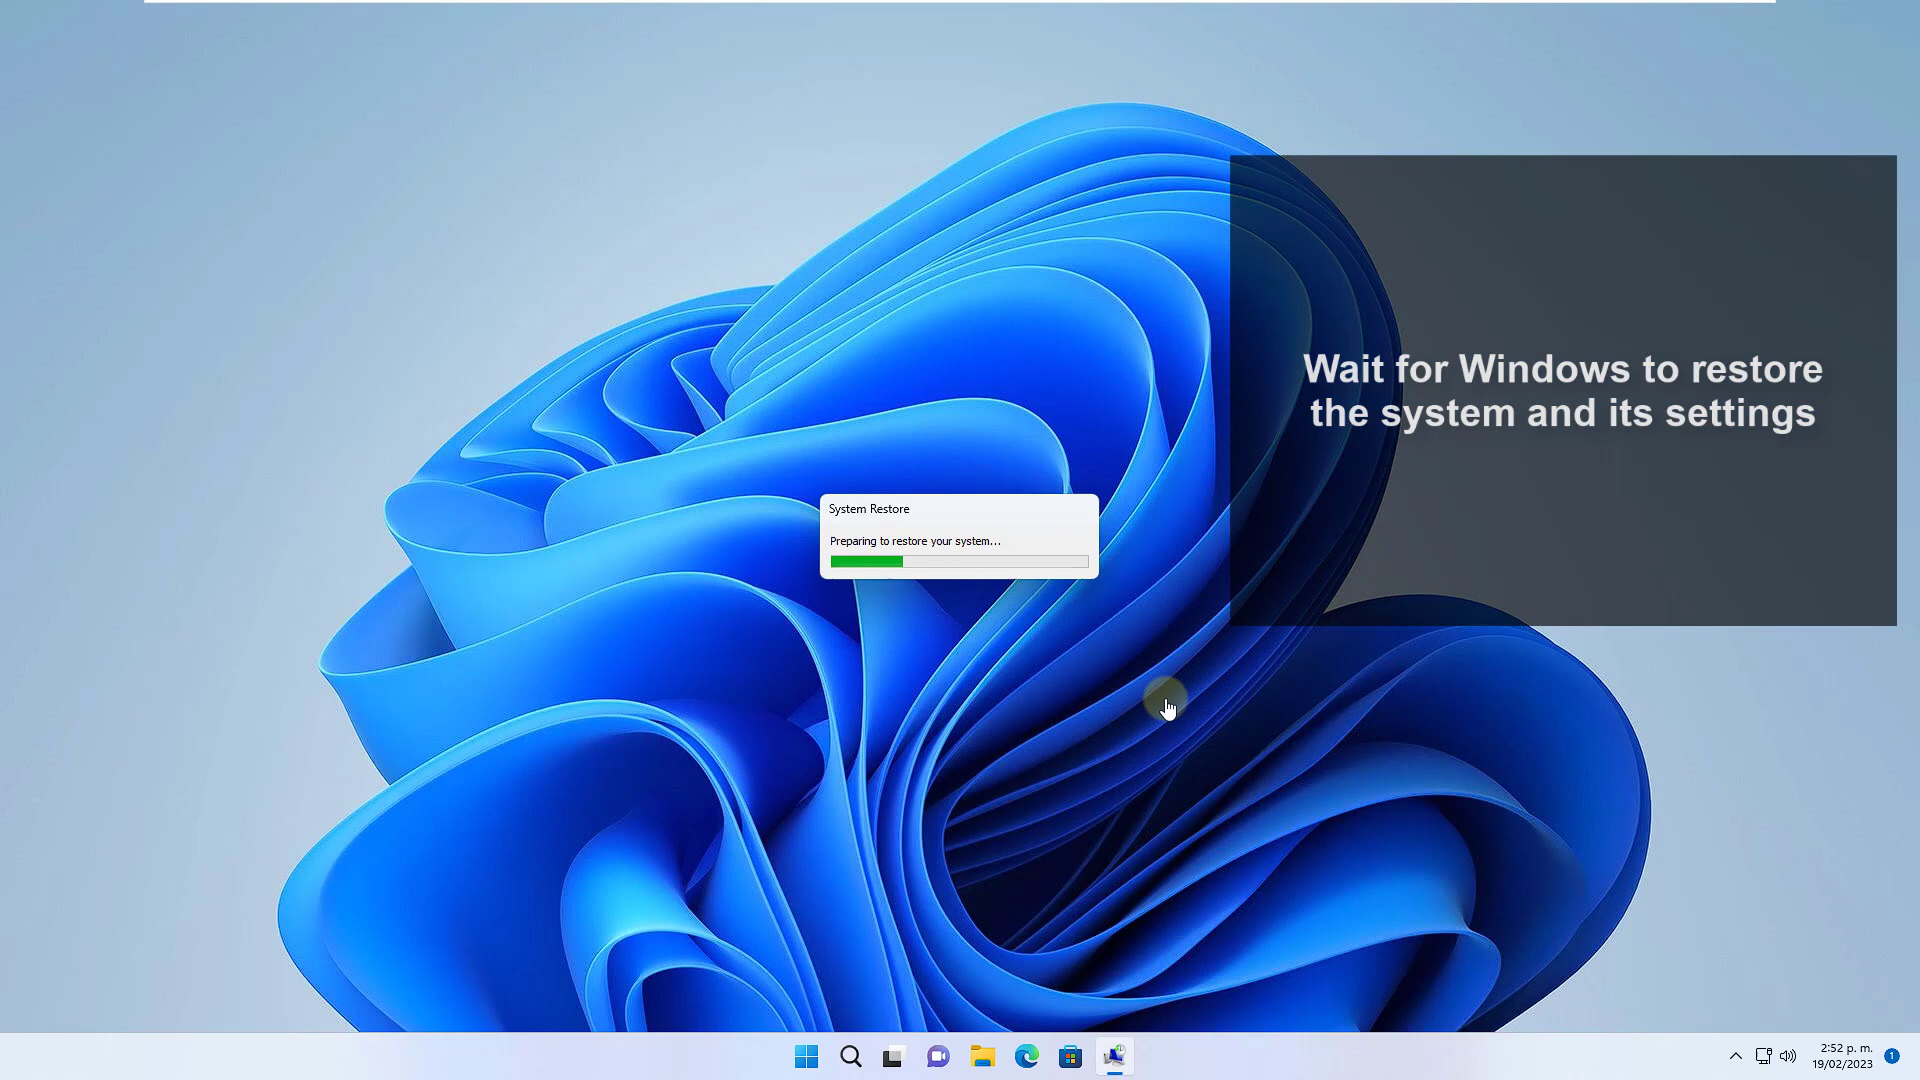 Wait for Windows to restore
the system and its settings
System Restore
Preparing to restore your system...
2:52 p. m.
19/02/2023
1